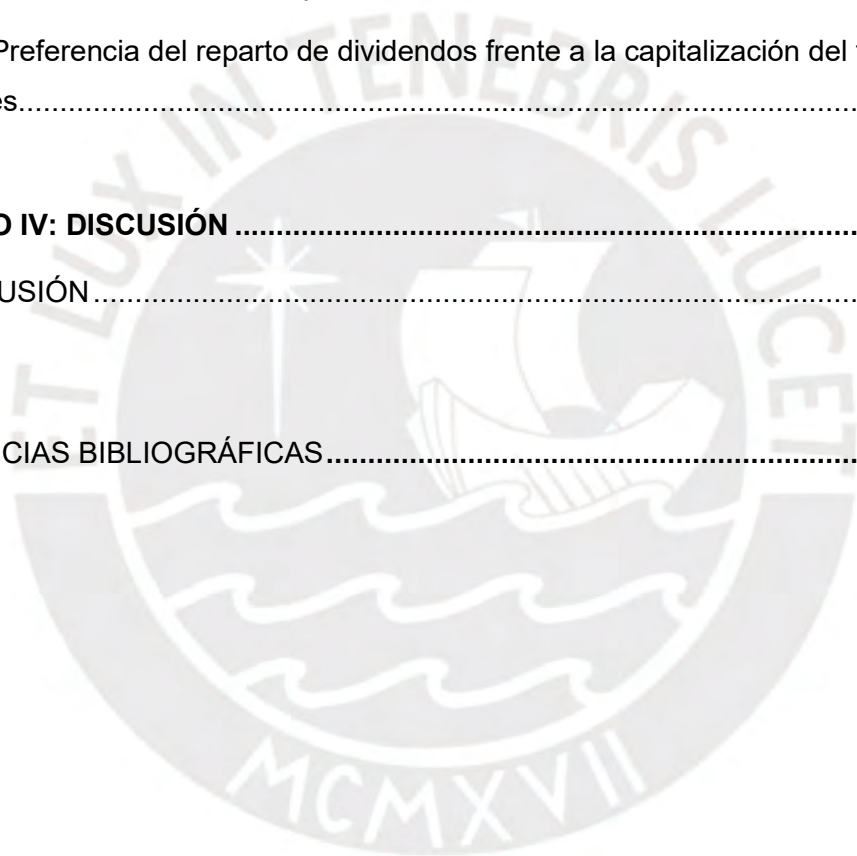 Preferencia del reparto de dividendos frente a la capitalización del
es....................................................................................................
O IV: DISCUSIÓN ...............................................................................
USIÓN..........................................................................................
CIAS BIBLIOGRÁFICAS................................................................
ET LUX IN TENEBRIS LUCET
MCMXVII